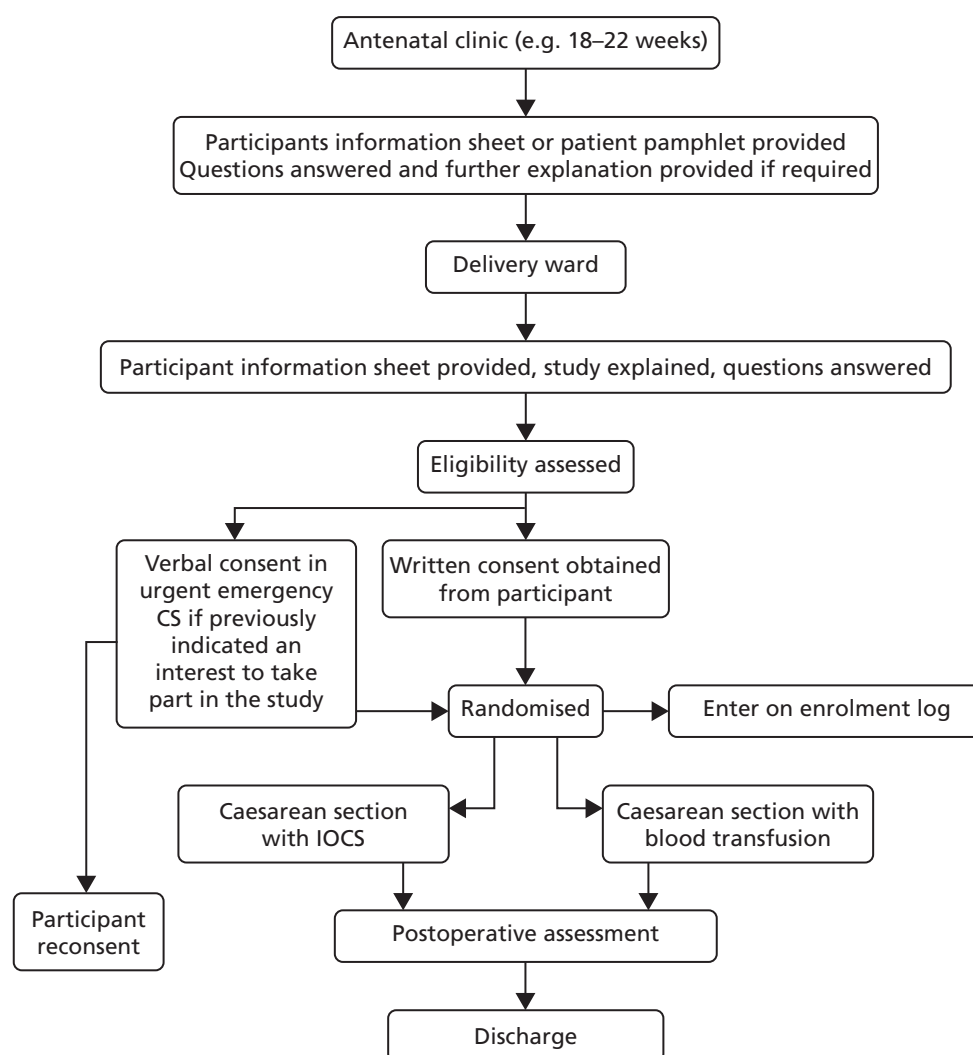 Antenatal clinic (e.g. 18–22 weeks)
Participants information sheet or patient pamphlet provided
Questions answered and further explanation provided if required
Delivery ward
Participant information sheet provided, study explained, questions answered
Eligibility assessed
Verbal consent in
urgent emergency
CS if previously
indicated an
interest to take
part in the study
Written consent obtained
from participant
Randomised
Enter on enrolment log
Caesarean section
with IOCS
Caesarean section with
blood transfusion
Participant
reconsent
Postoperative assessment
Discharge